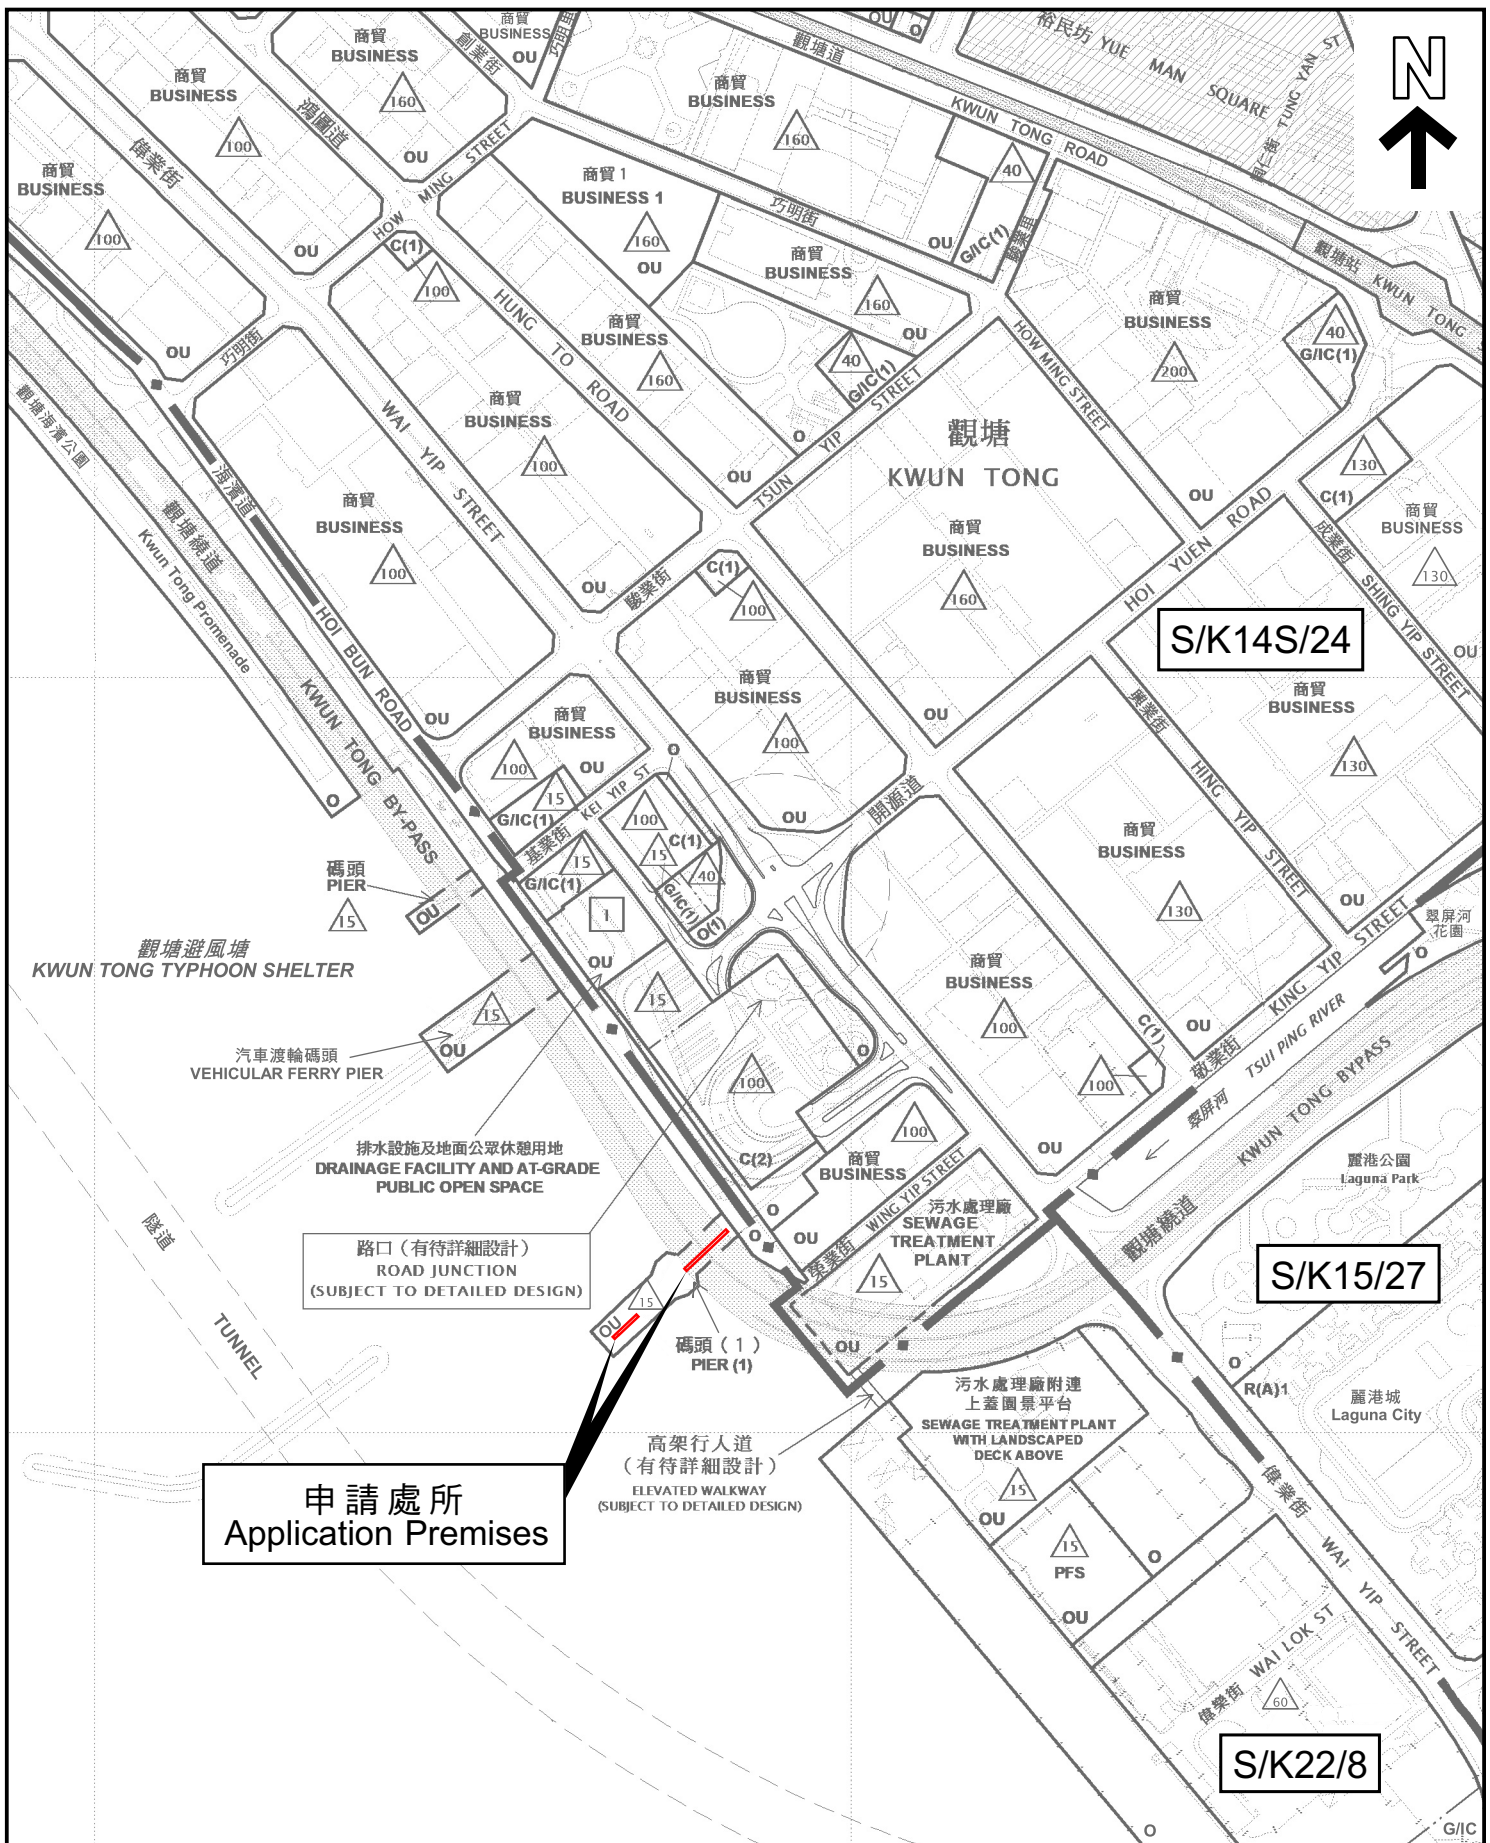 商貿
BUSINESS
OU
巧明里
商貿
BUSINESS
160
創業街
OU
O
裕民坊 YUE MAN SQUARE
同仁街 TUNG YAN ST
N
觀塘道
商貿
BUSINESS
100
鴻圖道
OU
商貿
BUSINESS
160
KWUN TONG ROAD
偉業街
商貿
BUSINESS
100
HOW MING STREET
商貿 1
BUSINESS 1
160
OU
巧明街
OU
40
G/IC(1)
駿業里
觀塘站 KWUN TONG
OU
C(1)
100
商貿
BUSINESS
160
OU
商貿
BUSINESS
200
40
G/IC(1)
OU
巧明街
HUNG TO ROAD
商貿
BUSINESS
160
40
G/IC(1)
HOW MING STREET
觀塘海濱公園
WAI YIP STREET
商貿
BUSINESS
100
O
OU
TSUN YIP STREET
觀塘
KWUN TONG
商貿
BUSINESS
160
OU
130
C(1)
商貿
BUSINESS
130
海濱道
觀塘繞道
商貿
BUSINESS
100
Kwun Tong Promenade
HOI BUN ROAD
OU
駿業街
C(1)
100
HOI YUEN ROAD
成業街 SHING YIP STREET
S/K14S/24
OU
KWUN TONG BY-PASS
OU
商貿
BUSINESS
100
OU
商貿
BUSINESS
100
OU
OU
興業街
HING YIP STREET
商貿
BUSINESS
130
O
O
15
G/IC(1)
基業街 KEI YIP ST
100
C(1)
15
40
G/IC(1)
O(1)
OU
開源道
商貿
BUSINESS
130
OU
碼頭
PIER
15
OU
15
G/IC(1)
1
OU
觀塘避風塘
KWUN TONG TYPHOON SHELTER
15
商貿
BUSINESS
100
KING YIP STREET
敬業街
翠屏河
花園
O
OU
15
汽車渡輪碼頭
VEHICULAR FERRY PIER
OU
100
O
C(1)
100
翠屏河 TSUI PING RIVER
KWUN TONG BYPASS
觀塘繞道
排水設施及地面公眾休憩用地
DRAINAGE FACILITY AND AT-GRADE
PUBLIC OPEN SPACE
C(2)
100
商貿
BUSINESS
OU
麗港公園
Laguna Park
隧道
TUNNEL
路口（有待詳細設計）
ROAD JUNCTION
(SUBJECT TO DETAILED DESIGN)
O
O
OU
榮業街 WING YIP STREET
污水處理廠
SEWAGE
TREATMENT
PLANT
15
S/K15/27
15
OU
碼頭（1）
PIER (1)
OU
O
R(A)1
污水處理廠附連
上蓋園景平台
SEWAGE TREATMENT PLANT
WITH LANDSCAPED
DECK ABOVE
15
OU
麗港城
Laguna City
高架行人道
（有待詳細設計）
ELEVATED WALKWAY
(SUBJECT TO DETAILED DESIGN)
申請處所
Application Premises
15
PFS
OU
O
偉業街 WAI YIP STREET
偉樂街 WAI LOK ST
60
S/K22/8
O
G/IC